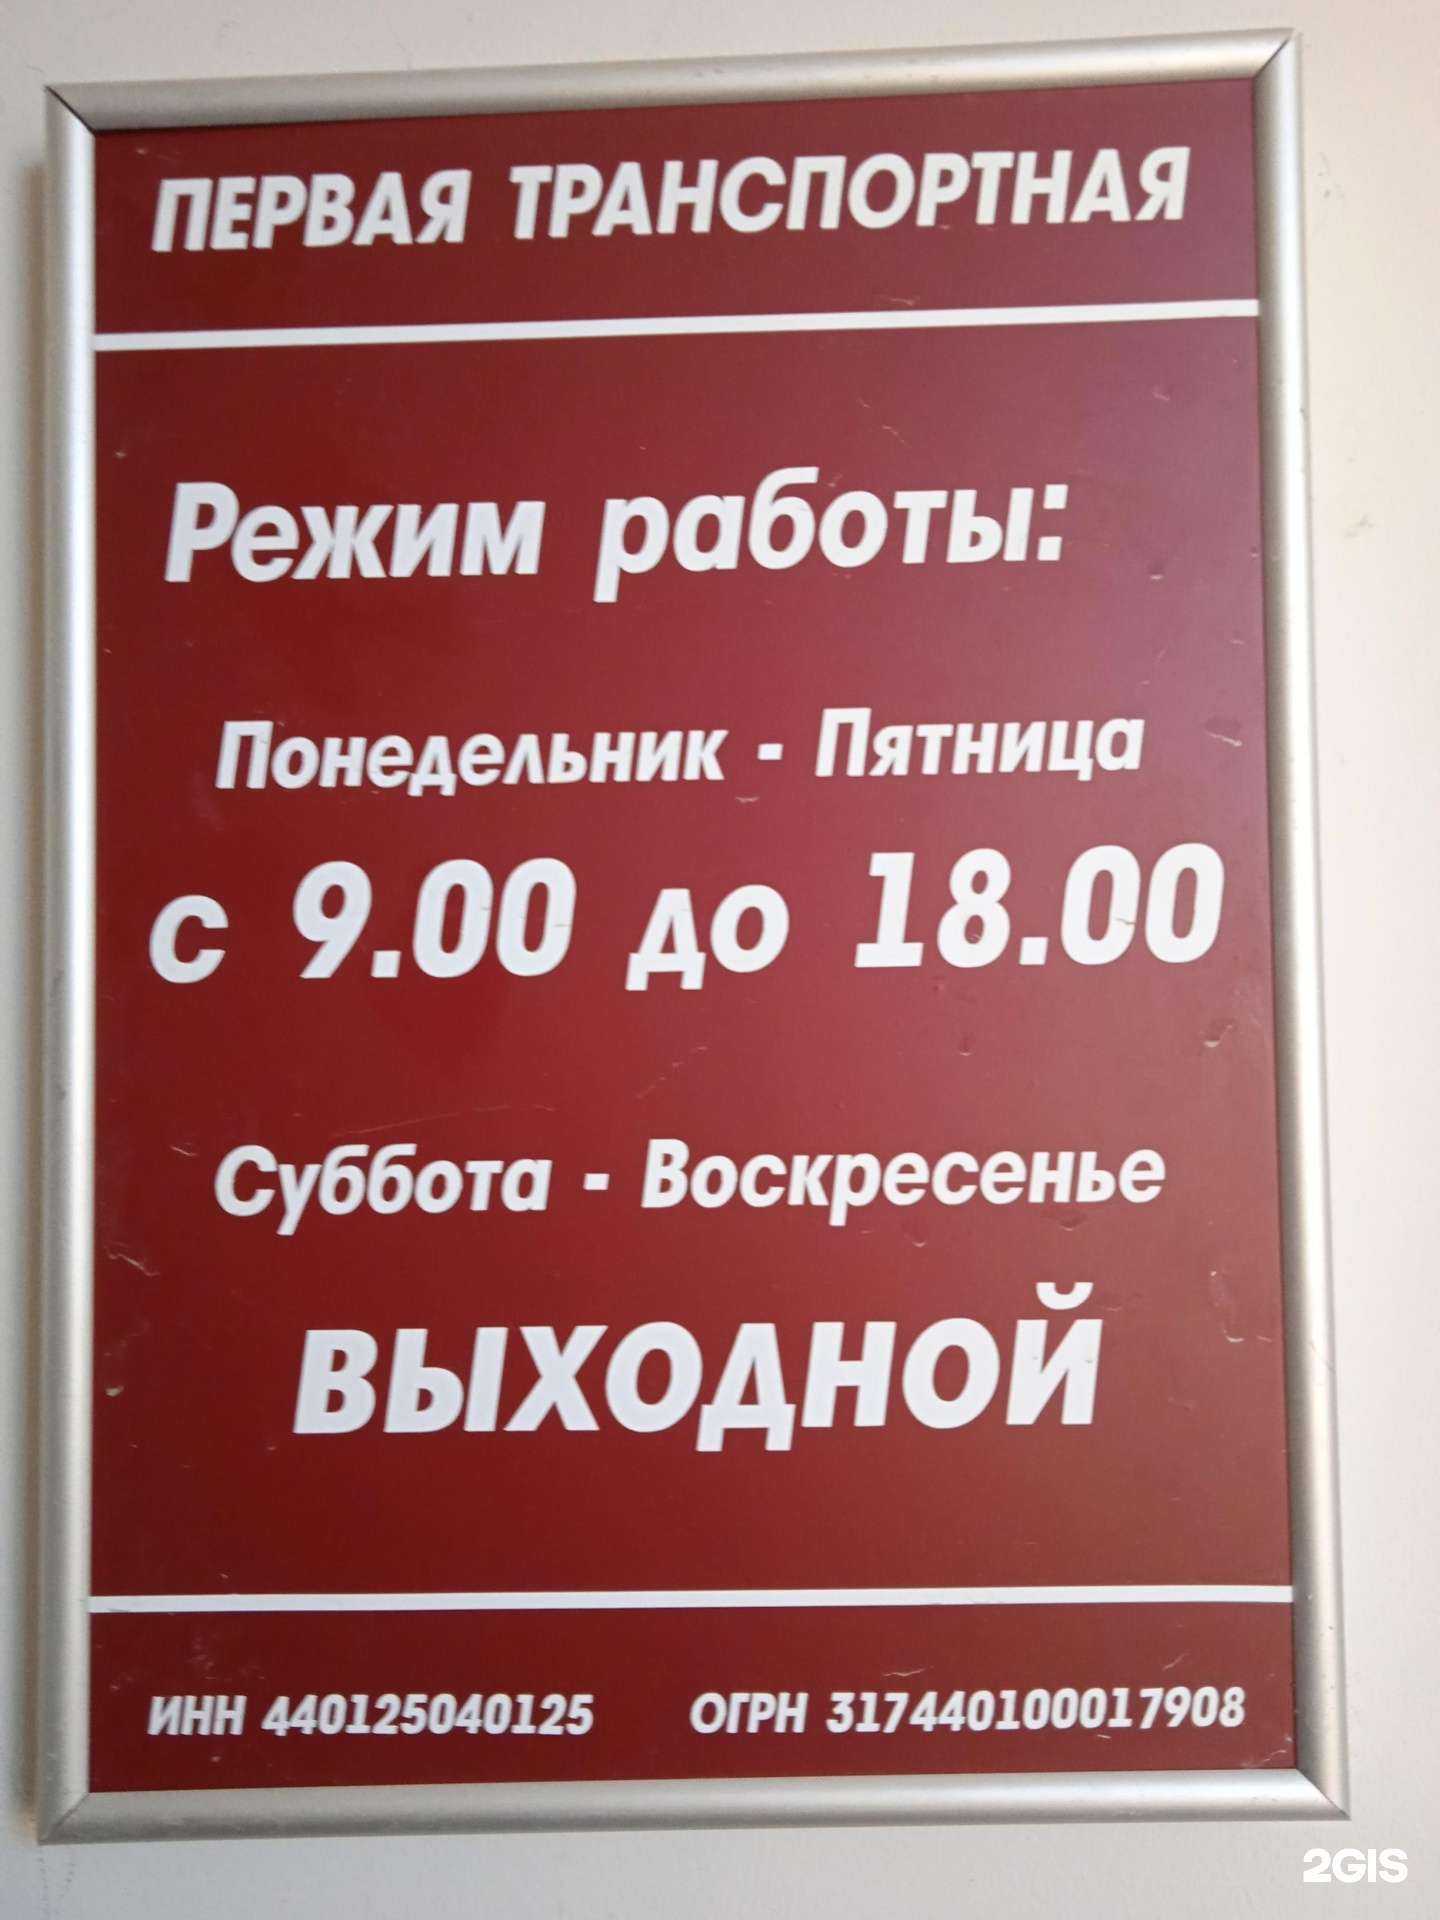 ПЕРВАЯ ТРАНСПОРТНАЯ
Режим работы:
Понедельник - Пятница
с 9.00 до 18.00
Суббота - Воскресенье
ВЫХОДНОЙ
ИНН 440125040125 ОГРН 317440100017908
2GIS